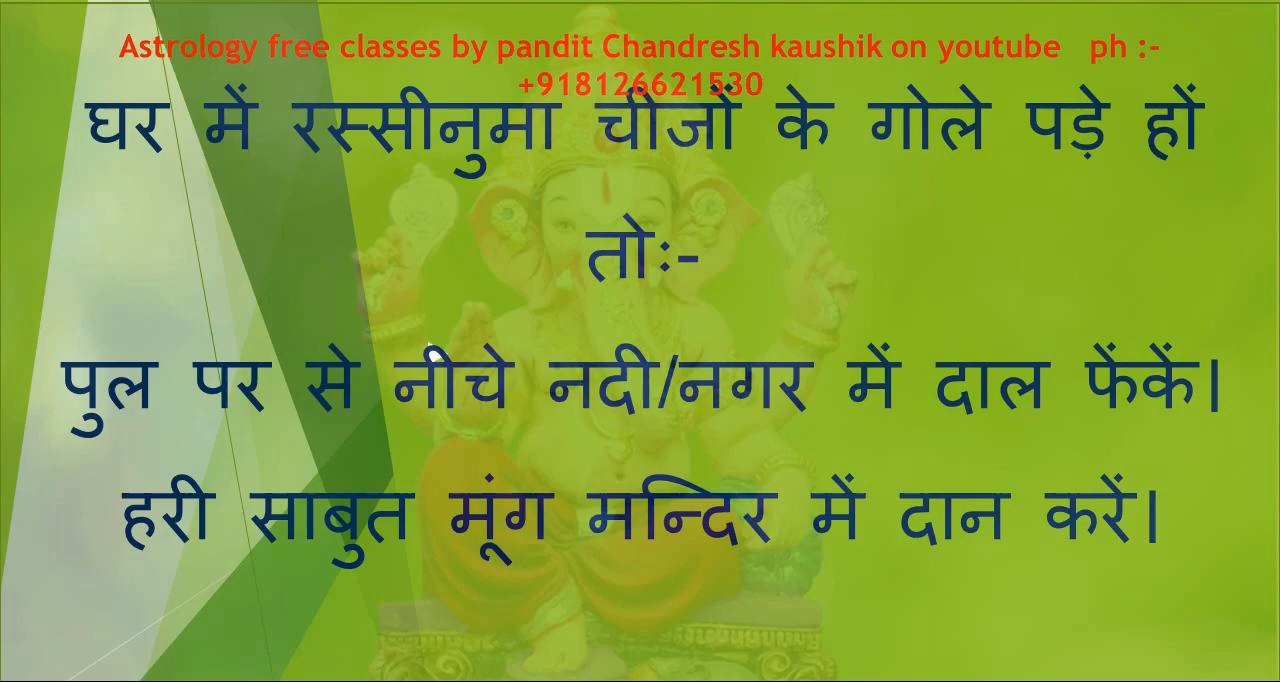 Astrology free classes by pandit Chandresh kaushik on youtube ph :-
+918126621530
घर में रस्सीनुमा चीजों के गोले पड़े हों
तोः-
पुल पर से नीचे नदी/नगर में दाल फेंकें।
हरी साबुत मूंग मन्दिर में दान करें।